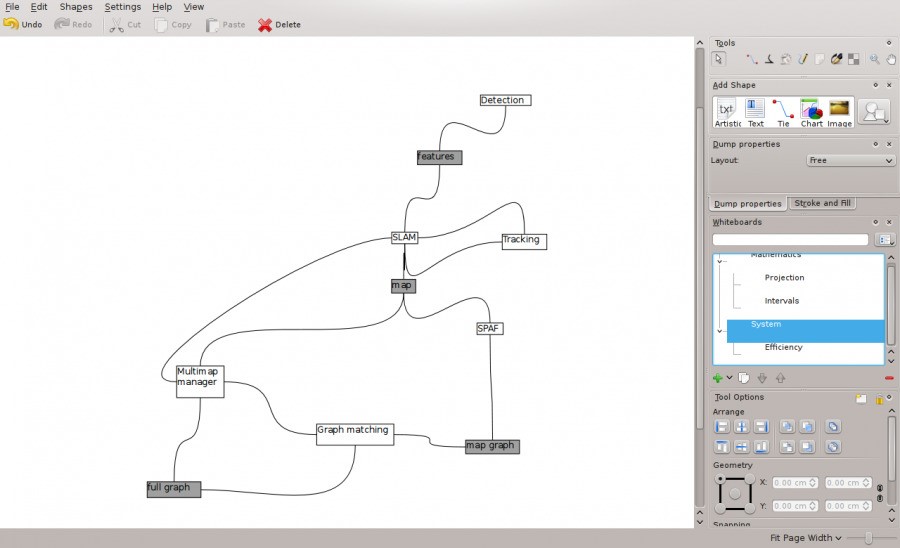 File Edit Shapes Settings Help View
Undo Redo Cut Copy Paste Delete
Detection
features
SLAM
Tracking
map
SPAF
Multimap
manager
Graph matching
map graph
full graph
Tools
Add Shape
txt
Artistic Text Tie Chart Image
Dump properties
Layout: Free
Dump properties Stroke and Fill
Whiteboards
Mathematics
Projection
Intervals
System
Efficiency
Tool Options
Arrange
Geometry
X: 0.00 cm 0.00 cm
Y: 0.00 cm 0.00 cm
Snapping
Fit Page Width